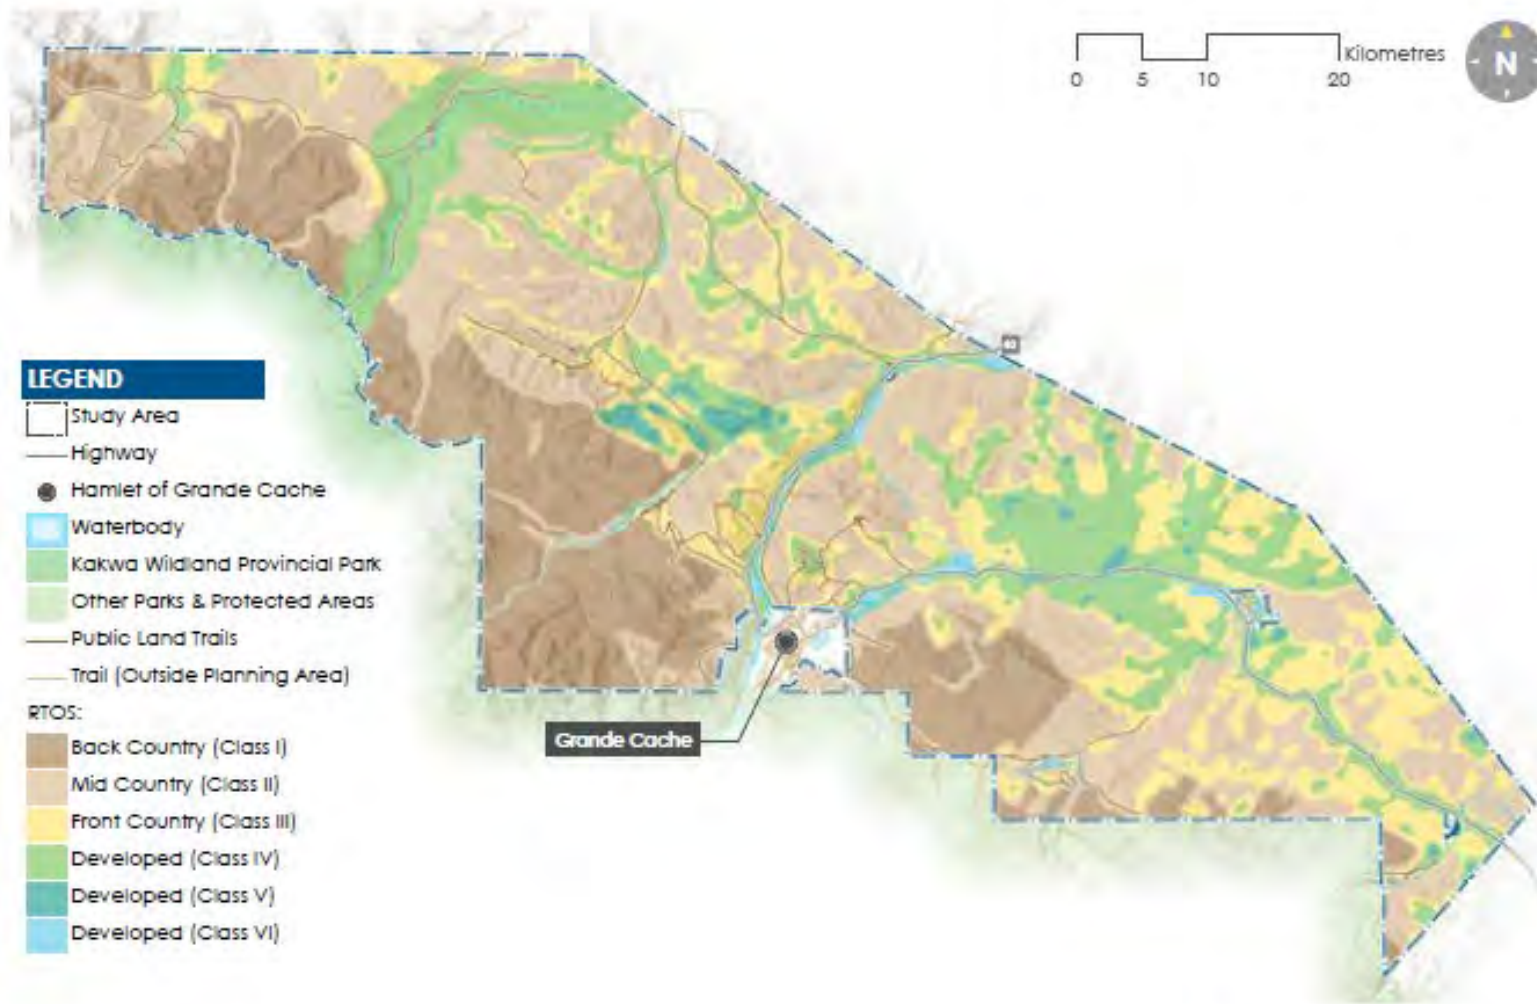 Kilometres
0 5 10 20
N
40
LEGEND
Study Area
Highway
Hamlet of Grande Cache
Waterbody
Kakwa Wildland Provincial Park
Other Parks & Protected Areas
Public Land Trails
Trail (Outside Planning Area)
RTOS:
Back Country (Class I)
Mid Country (Class II)
Front Country (Class III)
Developed (Class IV)
Developed (Class V)
Developed (Class VI)
Grande Cache